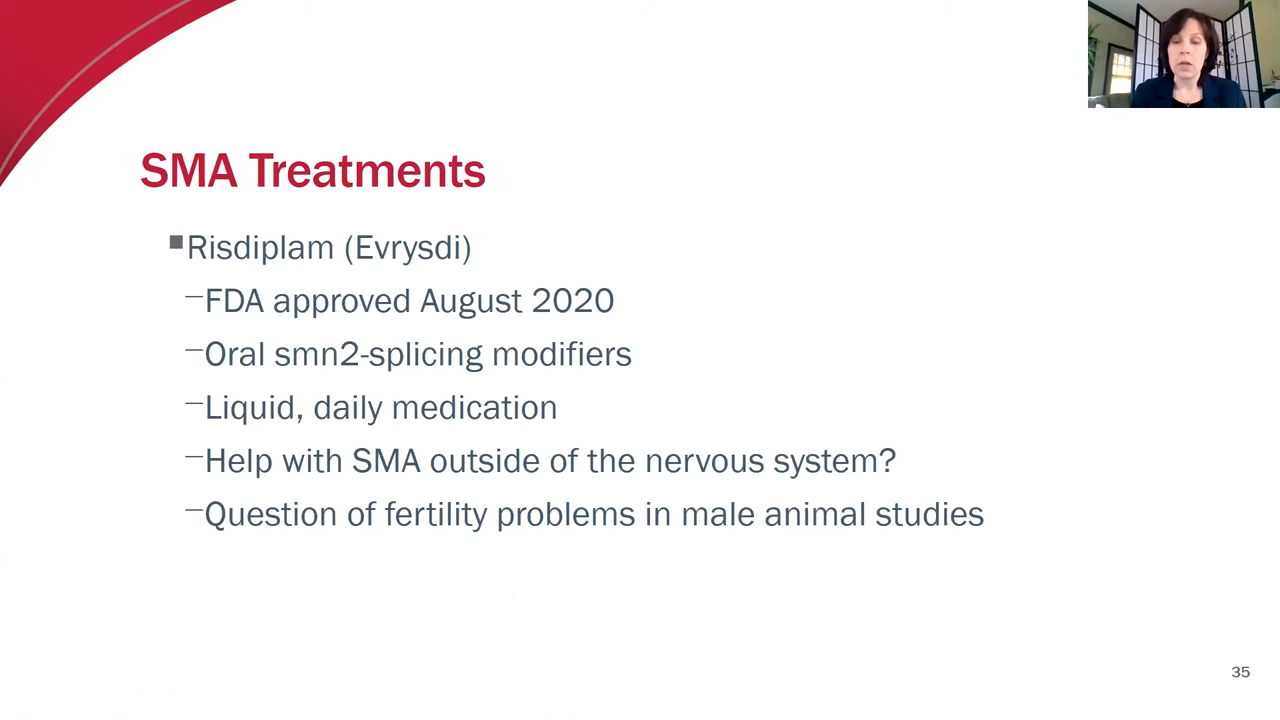 SMA Treatments
▪Risdiplam (Evrysdi)
—FDA approved August 2020
—Oral smn2-splicing modifiers
—Liquid, daily medication
—Help with SMA outside of the nervous system?
—Question of fertility problems in male animal studies
35